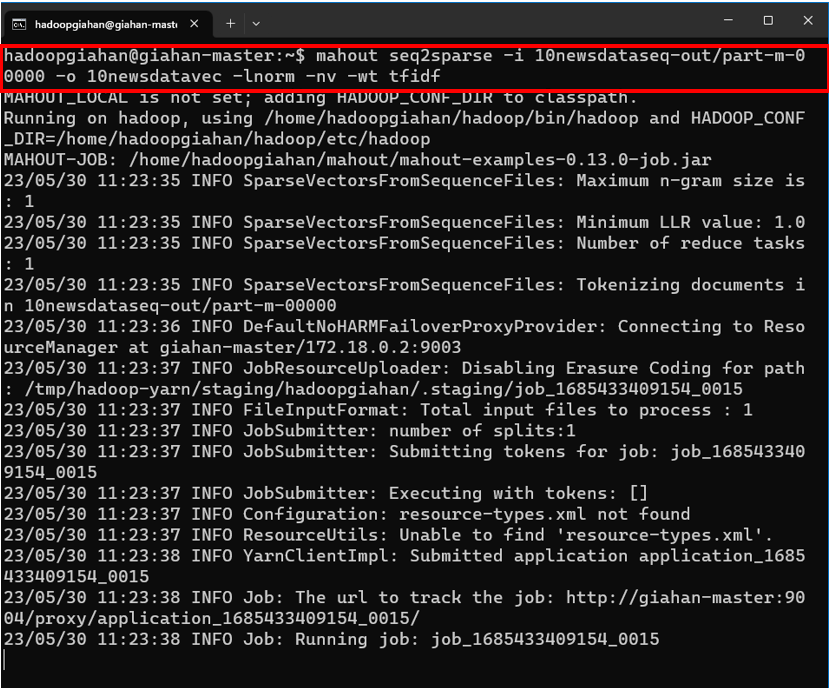 hadoopgiahan@giahan-maste
hadoopgiahan@giahan-master:~$ mahout seq2sparse -i 10newsdataseq-out/part-m-0
0000 -o 10newsdatavec -lnorm -nv -wt tfidf
MAHOUT_LOCAL is not set; adding HADOOP_CONF_DIR to classpath.
Running on hadoop, using /home/hadoopgiahan/hadoop/bin/hadoop and HADOOP_CONF
_DIR=/home/hadoopgiahan/hadoop/etc/hadoop
MAHOUT-JOB: /home/hadoopgiahan/mahout/mahout-examples-0.13.0-job.jar
23/05/30 11:23:35 INFO SparseVectorsFromSequenceFiles: Maximum n-gram size is
: 1
23/05/30 11:23:35 INFO SparseVectorsFromSequenceFiles: Minimum LLR value: 1.0
23/05/30 11:23:35 INFO SparseVectorsFromSequenceFiles: Number of reduce tasks
: 1
23/05/30 11:23:35 INFO SparseVectorsFromSequenceFiles: Tokenizing documents i
n 10newsdataseq-out/part-m-00000
23/05/30 11:23:36 INFO DefaultNoHARMFailoverProxyProvider: Connecting to Reso
urceManager at giahan-master/172.18.0.2:9003
23/05/30 11:23:37 INFO JobResourceUploader: Disabling Erasure Coding for path
: /tmp/hadoop-yarn/staging/hadoopgiahan/.staging/job_1685433409154_0015
23/05/30 11:23:37 INFO FileInputFormat: Total input files to process : 1
23/05/30 11:23:37 INFO JobSubmitter: number of splits:1
23/05/30 11:23:37 INFO JobSubmitter: Submitting tokens for job: job_168543340
9154_0015
23/05/30 11:23:37 INFO JobSubmitter: Executing with tokens: []
23/05/30 11:23:37 INFO Configuration: resource-types.xml not found
23/05/30 11:23:37 INFO ResourceUtils: Unable to find 'resource-types.xml'.
23/05/30 11:23:38 INFO YarnClientImpl: Submitted application application_1685
433409154_0015
23/05/30 11:23:38 INFO Job: The url to track the job: http://giahan-master:90
04/proxy/application_1685433409154_0015/
23/05/30 11:23:38 INFO Job: Running job: job_1685433409154_0015